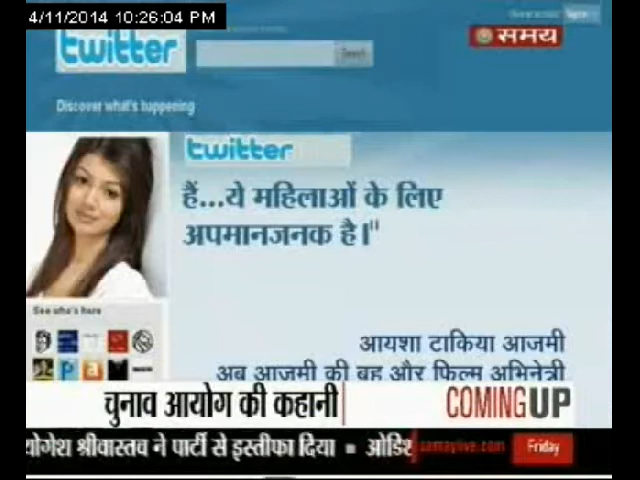 4/11/2014 10:26:04 PM
twitter
समय
Search
Discover what's happening
twitter
हैं...ये महिलाओं के लिए
अपमानजनक है।"
See who's here
आयशा टाकिया आजमी
अबू आजमी की बहू और फिल्म अभिनेत्री
चुनाव आयोग की कहानी
COMING UP
योगेश श्रीवास्तव ने पार्टी से इस्तीफा दिया ▪ ओडिश
samaylive.com
Friday